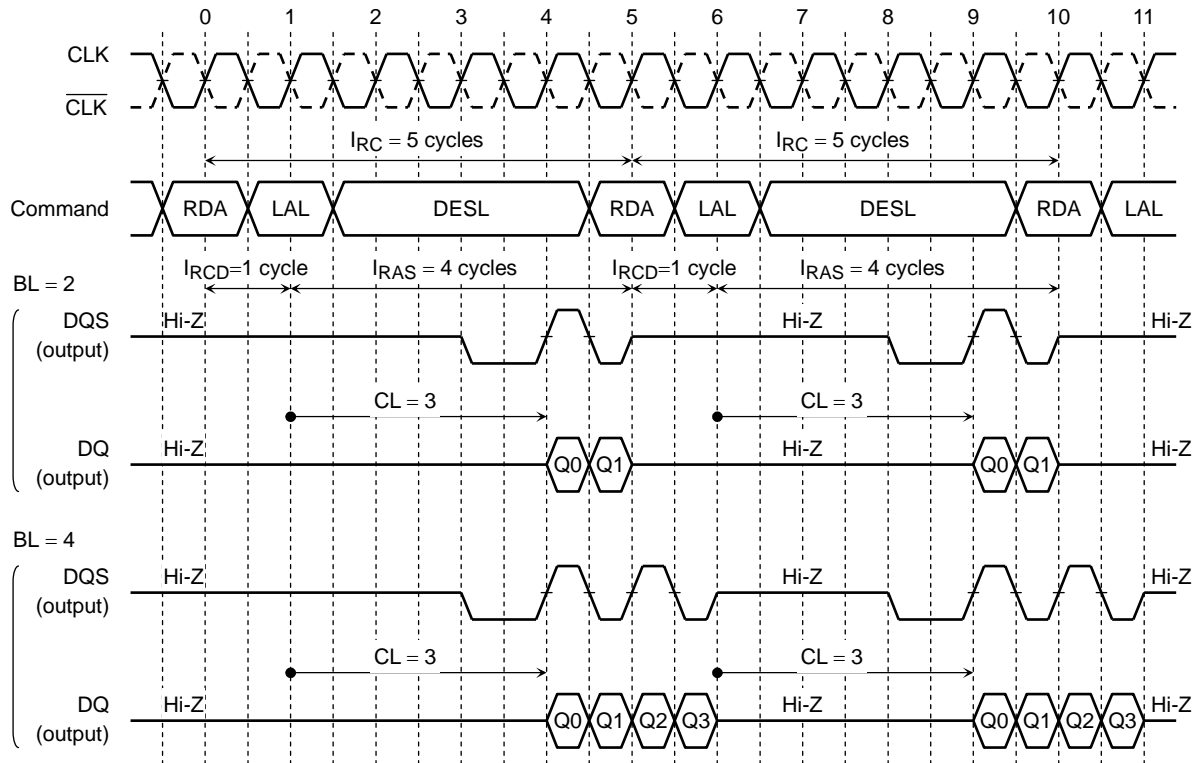 0 1 2 3 4 5 6 7 8 9 10 11
CLK
CLK
IRC = 5 cycles IRC = 5 cycles
Command RDA LAL DESL RDA LAL DESL RDA LAL
IRCD=1 cycle IRAS = 4 cycles IRCD=1 cycle IRAS = 4 cycles
BL = 2
DQS Hi-Z Hi-Z Hi-Z
(output)
CL = 3 CL = 3
DQ Hi-Z Hi-Z Hi-Z
(output) Q0 Q1 Q0 Q1
BL = 4
DQS Hi-Z Hi-Z Hi-Z
(output)
CL = 3 CL = 3
DQ Hi-Z Hi-Z Hi-Z
(output) Q0 Q1 Q2 Q3 Q0 Q1 Q2 Q3